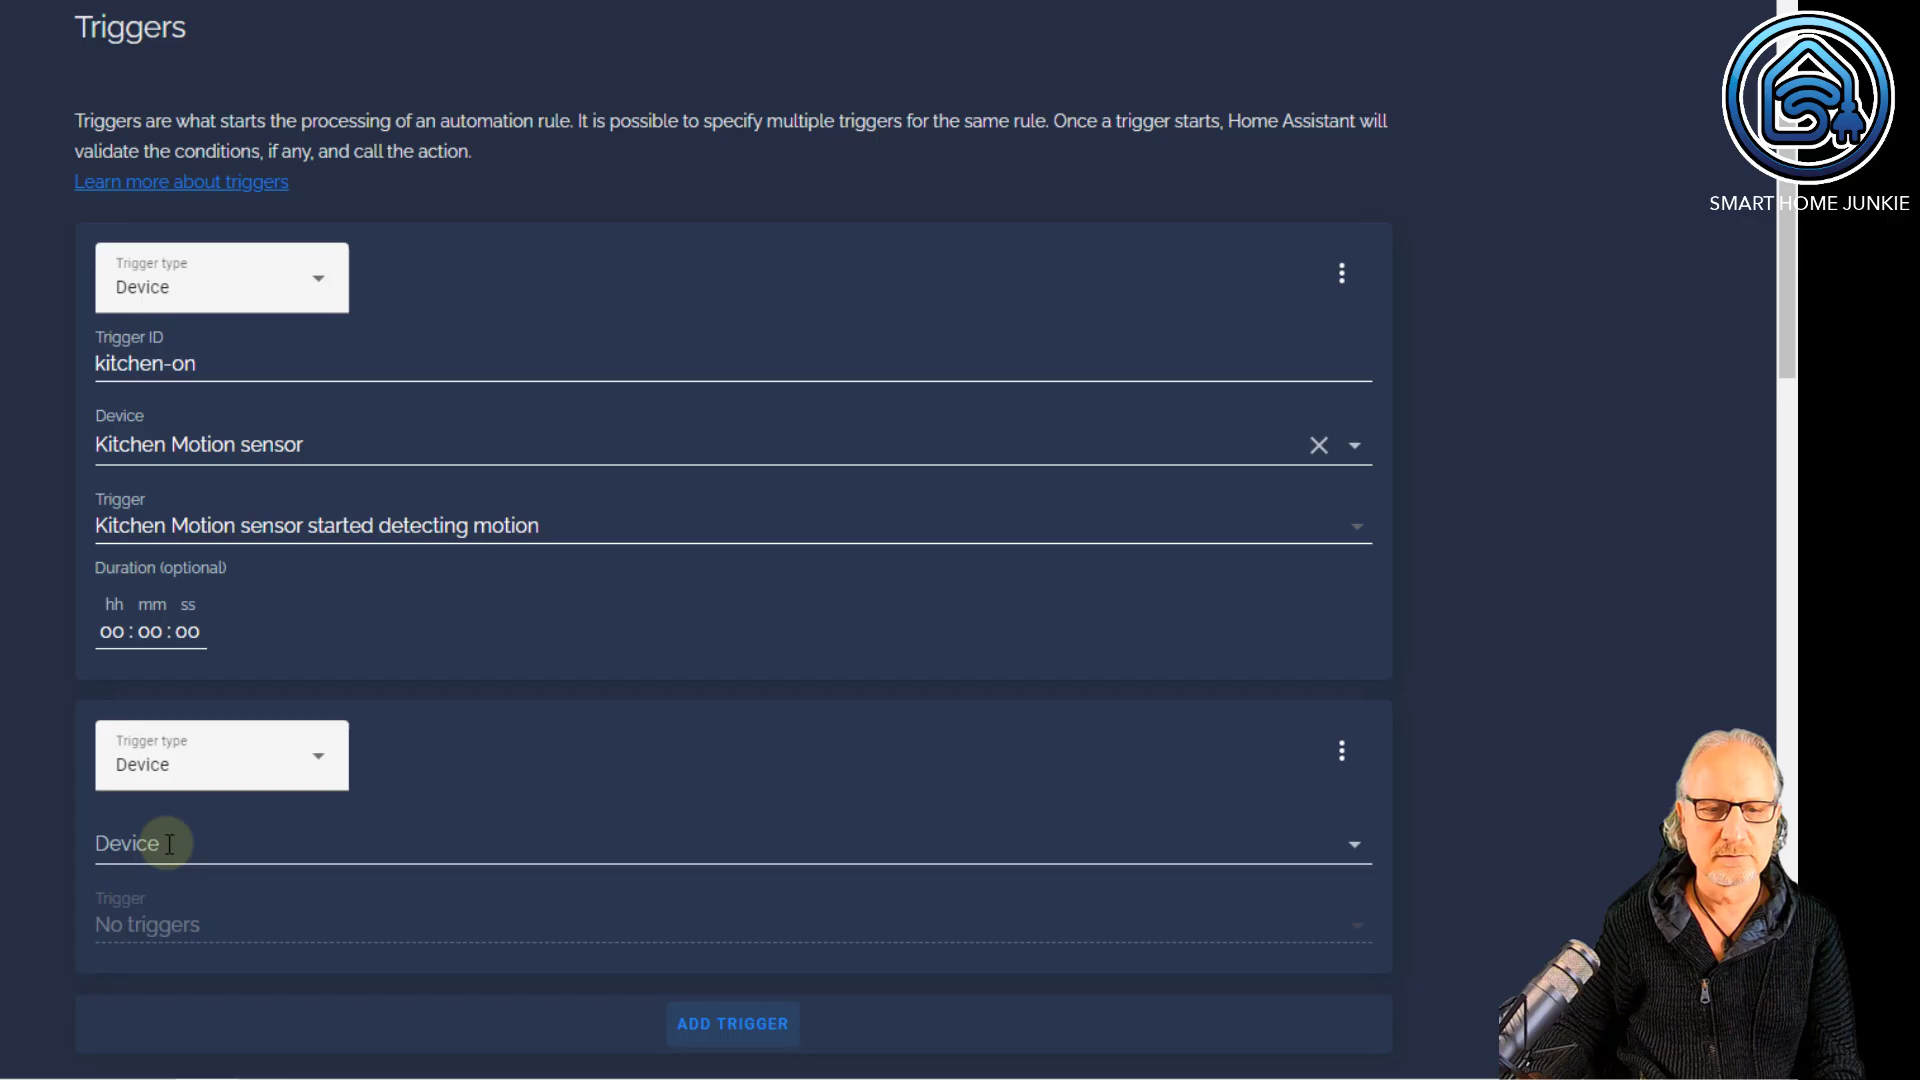 Triggers
SMART HOME JUNKIE
Triggers are what starts the processing of an automation rule. It is possible to specify multiple triggers for the same rule. Once a trigger starts, Home Assistant will
validate the conditions, if any, and call the action.
Learn more about triggers
Trigger type
Device
Trigger ID
kitchen-on
Device
Kitchen Motion sensor
Trigger
Kitchen Motion sensor started detecting motion
Duration (optional)
hh mm ss
00 : 00 : 00
Trigger type
Device
Device
Trigger
No triggers
ADD TRIGGER